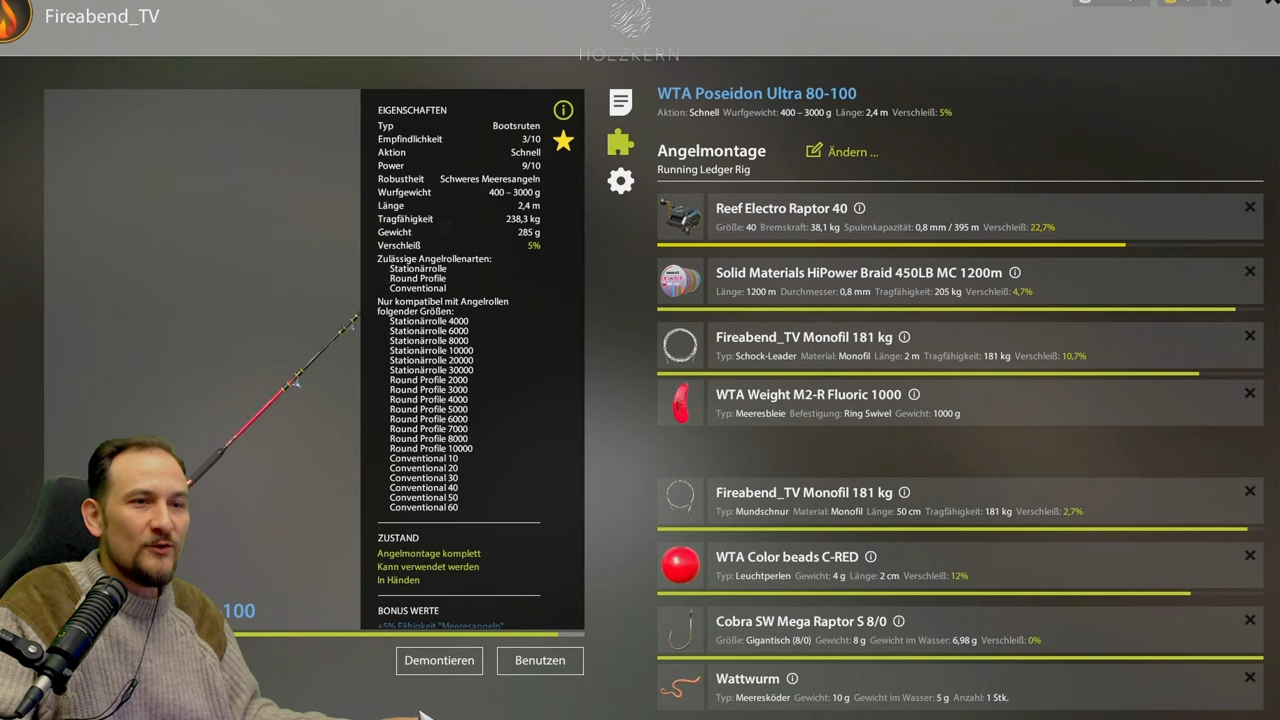 Fireabend_TV
HOLZKERN
EIGENSCHAFTEN
Typ Bootsruten
Empfindlichkeit 3/10
Aktion Schnell
Power 9/10
Robustheit Schweres Meeresangeln
Wurfgewicht 400 – 3000 g
Länge 2,4 m
Tragfähigkeit 238,3 kg
Gewicht 285 g
Verschleiß 5%
Zulässige Angelrollenarten:
Stationärrolle
Round Profile
Conventional
Nur kompatibel mit Angelrollen
folgender Größen:
Stationärrolle 4000
Stationärrolle 6000
Stationärrolle 8000
Stationärrolle 10000
Stationärrolle 20000
Stationärrolle 30000
Round Profile 2000
Round Profile 3000
Round Profile 4000
Round Profile 5000
Round Profile 6000
Round Profile 7000
Round Profile 8000
Round Profile 10000
Conventional 10
Conventional 20
Conventional 30
Conventional 40
Conventional 50
Conventional 60
ZUSTAND
Angelmontage komplett
Kann verwendet werden
In Händen
BONUS WERTE
+5% Fähigkeit "Meeresangeln"
100
Demontieren
Benutzen
WTA Poseidon Ultra 80-100
Aktion: Schnell Wurfgewicht: 400 – 3000 g Länge: 2,4 m Verschleiß: 5%
Angelmontage
Ändern ...
Running Ledger Rig
Reef Electro Raptor 40
Größe: 40 Bremskraft: 38,1 kg Spulenkapazität: 0,8 mm / 395 m Verschleiß: 22,7%
Solid Materials HiPower Braid 450LB MC 1200m
Länge: 1200 m Durchmesser: 0,8 mm Tragfähigkeit: 205 kg Verschleiß: 4,7%
Fireabend_TV Monofil 181 kg
Typ: Schock-Leader Material: Monofil Länge: 2 m Tragfähigkeit: 181 kg Verschleiß: 10,7%
WTA Weight M2-R Fluoric 1000
Typ: Meeresbleie Befestigung: Ring Swivel Gewicht: 1000 g
Fireabend_TV Monofil 181 kg
Typ: Mundschnur Material: Monofil Länge: 50 cm Tragfähigkeit: 181 kg Verschleiß: 2,7%
WTA Color beads C-RED
Typ: Leuchtperlen Gewicht: 4 g Länge: 2 cm Verschleiß: 12%
Cobra SW Mega Raptor S 8/0
Größe: Gigantisch (8/0) Gewicht: 8 g Gewicht im Wasser: 6,98 g Verschleiß: 0%
Wattwurm
Typ: Meeresköder Gewicht: 10 g Gewicht im Wasser: 5 g Anzahl: 1 Stk.